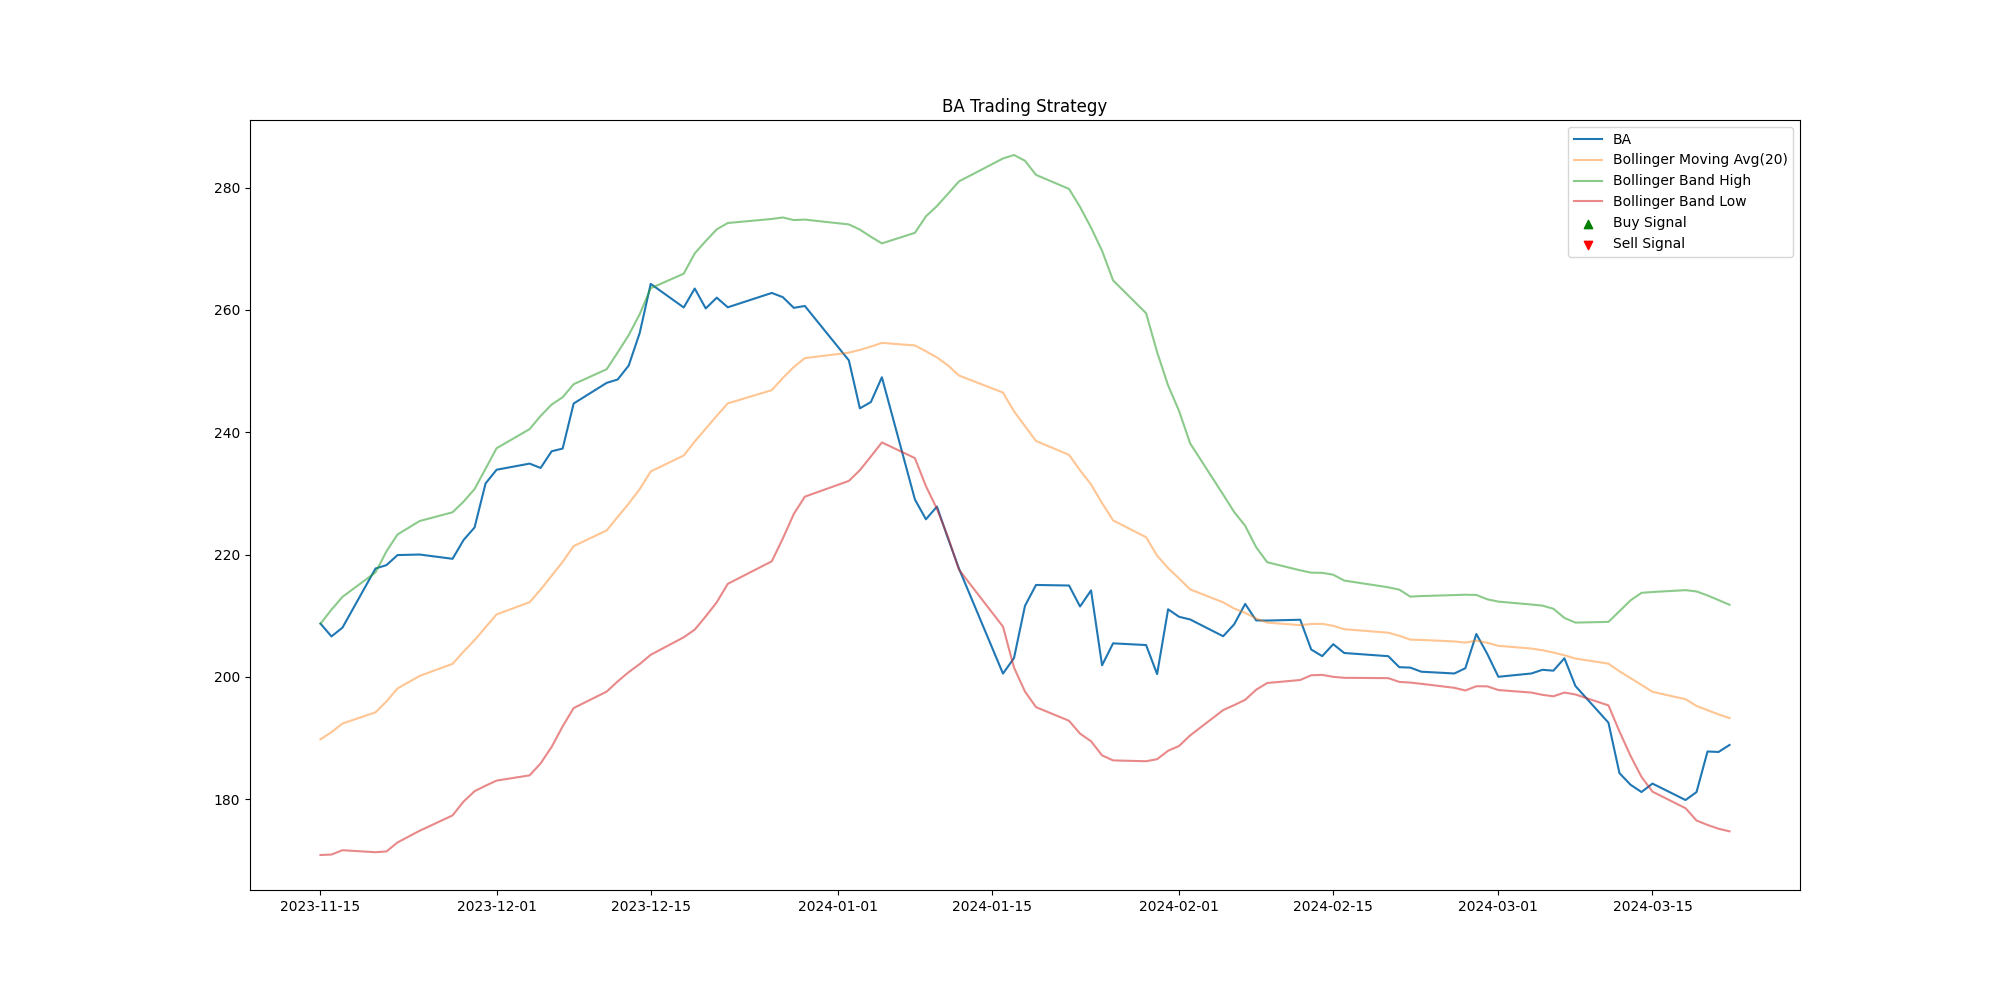 BA Trading Strategy
BA
Bollinger Moving Avg(20)
Bollinger Band High
Bollinger Band Low
Buy Signal
Sell Signal
280
260
240
220
200
180
2023-11-15 2023-12-01 2023-12-15 2024-01-01 2024-01-15 2024-02-01 2024-02-15 2024-03-01 2024-03-15